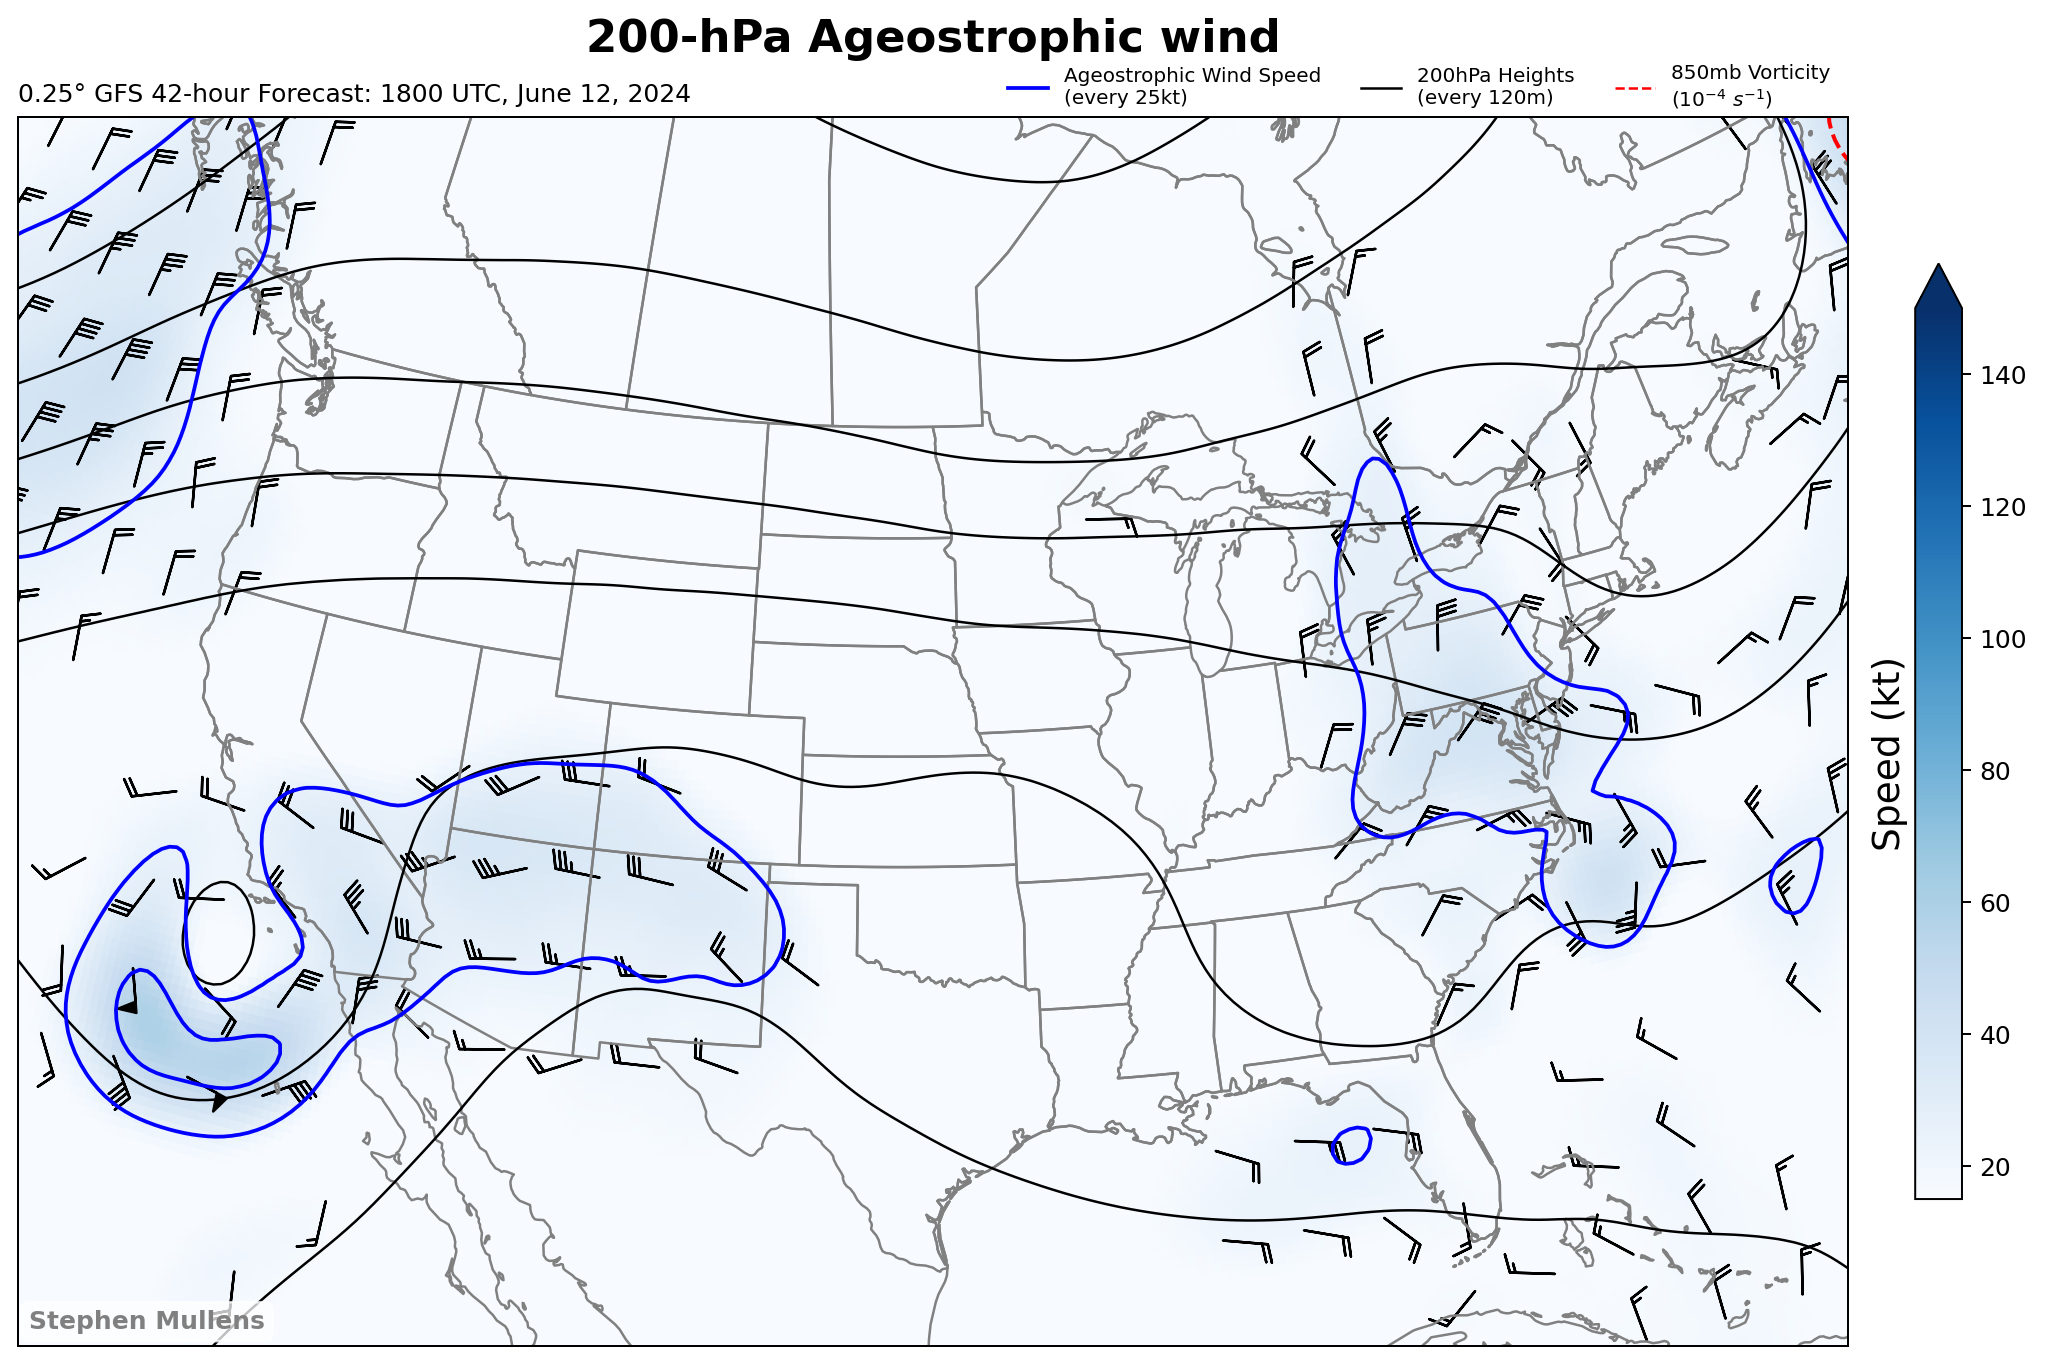 200-hPa Ageostrophic wind
0.25° GFS 42-hour Forecast: 1800 UTC, June 12, 2024
Ageostrophic Wind Speed
(every 25kt)
200hPa Heights
(every 120m)
850mb Vorticity
(10⁻⁴ s⁻¹)
140
120
100
80
60
40
20
Speed (kt)
Stephen Mullens